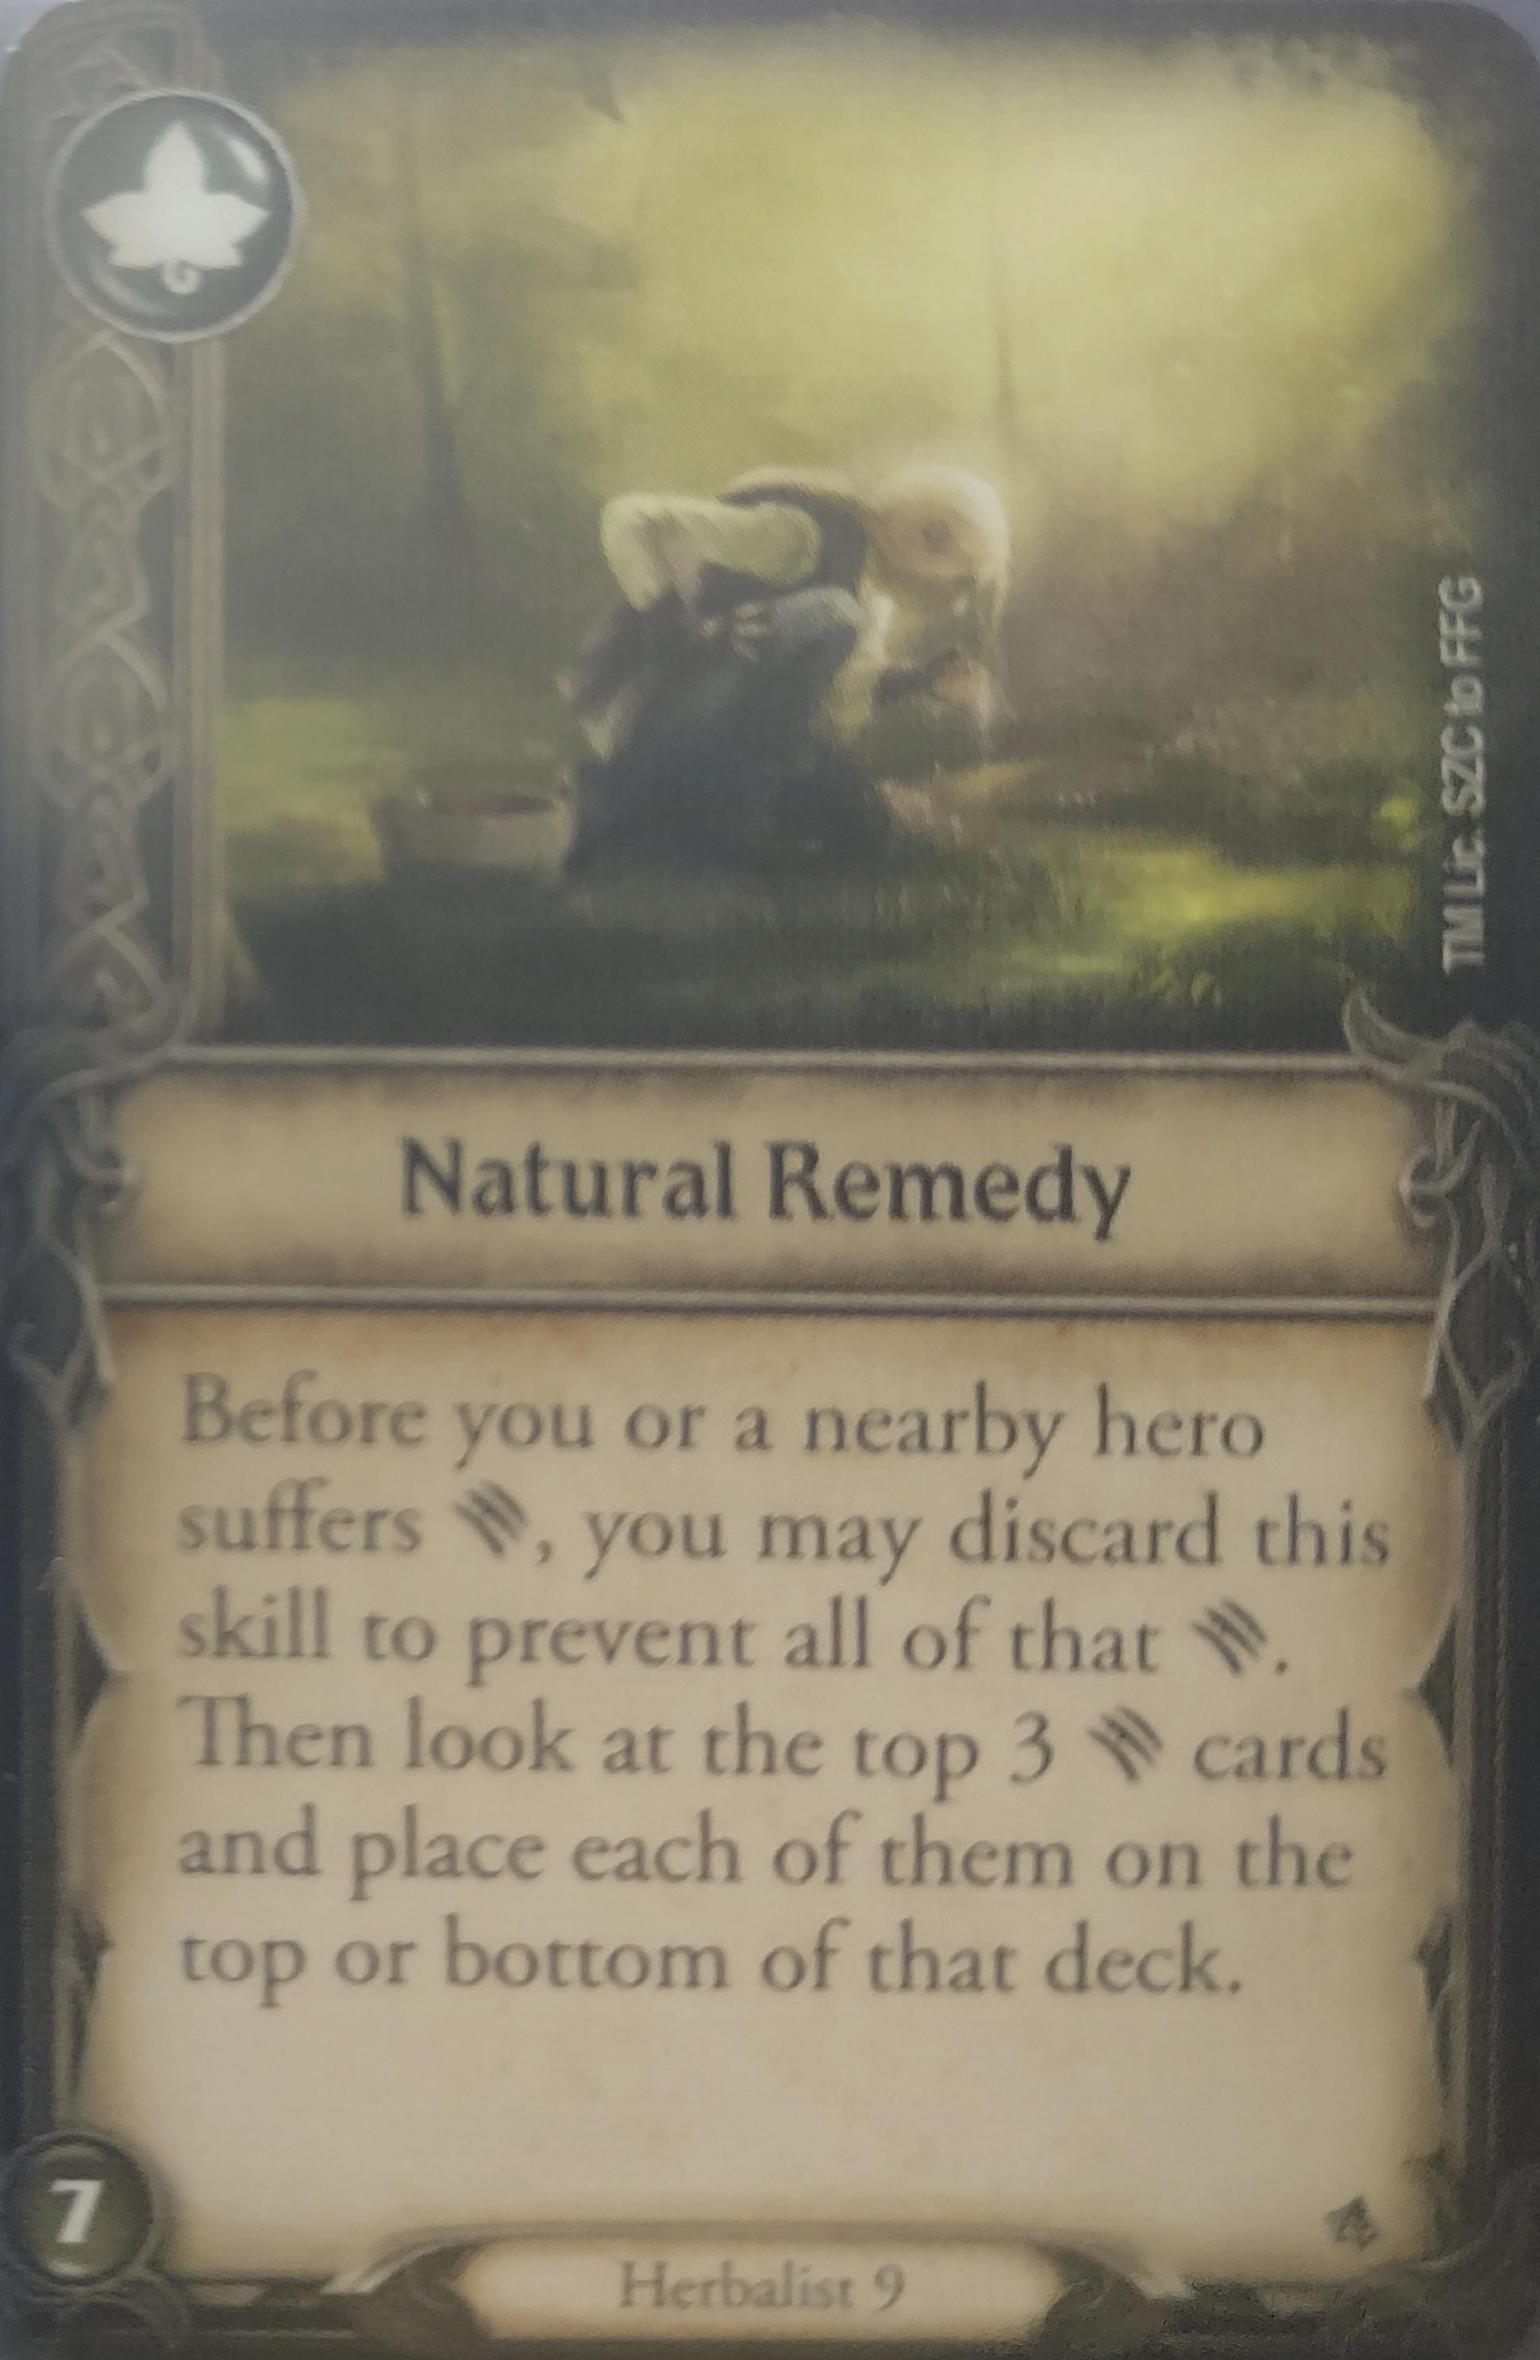 TM Lic. SZC to FFG
Natural Remedy
Before you or a nearby hero
suffers , you may discard this
skill to prevent all of that .
Then look at the top 3 cards
and place each of them on the
top or bottom of that deck.
7
Herbalist 9